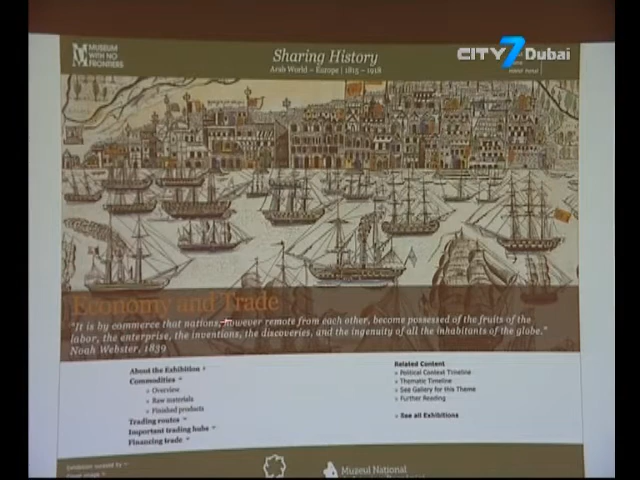 MUSEUM
WITH NO
FRONTIERS
Sharing History
Arab World – Europe | 1815 – 1918
CITY 7 Dubai
Economy and Trade
"It is by commerce that nations, however remote from each other, become possessed of the fruits of the
labor, the enterprise, the inventions, the discoveries, and the ingenuity of all the inhabitants of the globe."
Noah Webster, 1839
About the Exhibition
Commodities
» Overview
» Raw materials
» Finished products
Trading routes
Important trading hubs
Financing trade
Related Content
» Political Context Timeline
» Thematic Timeline
» See Gallery for this Theme
» Further Reading
» See all Exhibitions
Museu Nacional